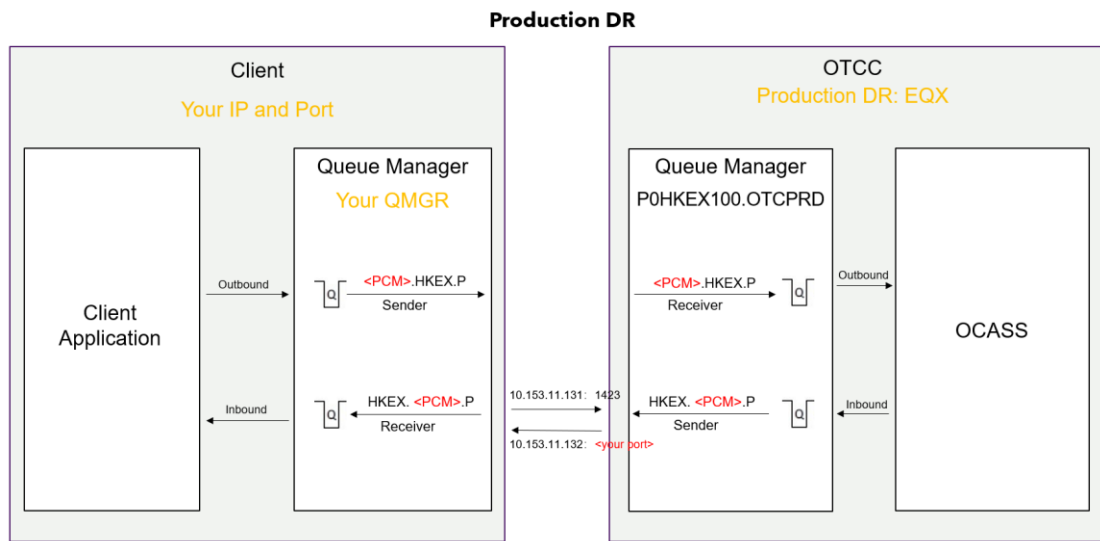 Production DR
Client
Your IP and Port
Client
Application
Queue Manager
Your QMGR
Outbound
Q
<PCM>.HKEX.P
Sender
Inbound
Q
HKEX. <PCM>.P
Receiver
10.153.11.131: 1423
10.153.11.132: <your port>
OTCC
Production DR: EQX
Queue Manager
P0HKEX100.OTCPRD
<PCM>.HKEX.P
Receiver
Q
Outbound
HKEX. <PCM>.P
Sender
Q
Inbound
OCASS